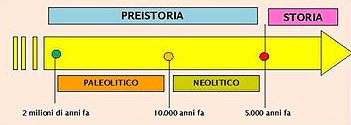 PREISTORIA STORIA
PALEOLITICO NEOLITICO
2 milioni di anni fa 10.000 anni fa 5.000 anni fa